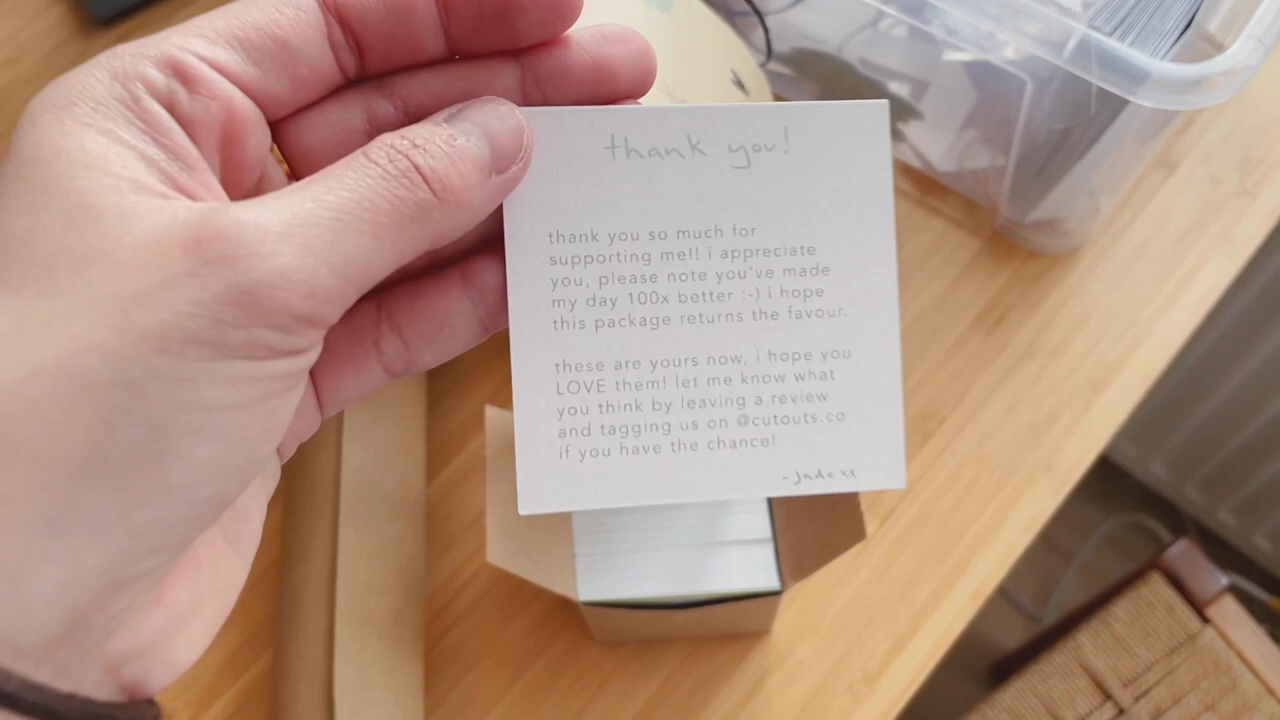 thank you!
thank you so much for
supporting me!! i appreciate
you, please note you've made
my day 100x better :-) i hope
this package returns the favour.
these are yours now, i hope you
LOVE them! let me know what
you think by leaving a review
and tagging us on @cutouts.co
if you have the chance!
- Jade xx